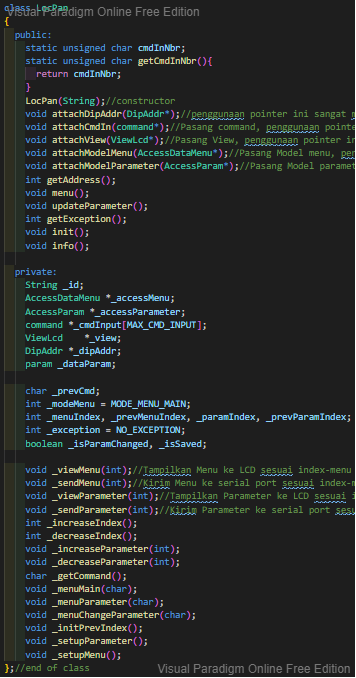 Visual Paradigm Online Free Edition
class LocPan
{
public:
static unsigned char cmdInNbr;
static unsigned char getCmdInNbr(){
return cmdInNbr;
}
LocPan(String);//constructor
void attachDipAddr(DipAddr*);//penggunaan pointer ini sangat
void attachCmdIn(command*);//Pasang command, penggunaan
void attachView(ViewLcd*);//Pasang View, penggunaan pointer
void attachModelMenu(AccessDataMenu*);//Pasang Model menu,
void attachModelParameter(AccessParam*);//Pasang Model
int getAddress();
void menu();
void updateParameter();
int getException();
void init();
void info();
private:
String _id;
AccessDataMenu *_accessMenu;
AccessParam *_accessParameter;
command *_cmdInput[MAX_CMD_INPUT];
ViewLcd *_view;
DipAddr *_dipAddr;
param _dataParam;
char _prevCmd;
int _modeMenu = MODE_MENU_MAIN;
int _menuIndex, _prevMenuIndex, _paramIndex, _prevParamIndex;
int _exception = NO_EXCEPTION;
boolean _isParamChanged, _isSaved;
void _viewMenu(int);//Tampilkan Menu ke LCD sesuai index-menu
void _sendMenu(int);//Kirim Menu ke serial port sesuai
void _viewParameter(int);//Tampilkan Parameter ke LCD sesuai
void _sendParameter(int);//Kirim Parameter ke serial port
int _increaseIndex();
int _decreaseIndex();
void _increaseParameter(int);
void _decreaseParameter(int);
char _getCommand();
void _menuMain(char);
void _menuParameter(char);
void _menuChangeParameter(char);
void _initPrevIndex();
void _setupParameter();
void _setupMenu();
};//end of class
Visual Paradigm Online Free Edition